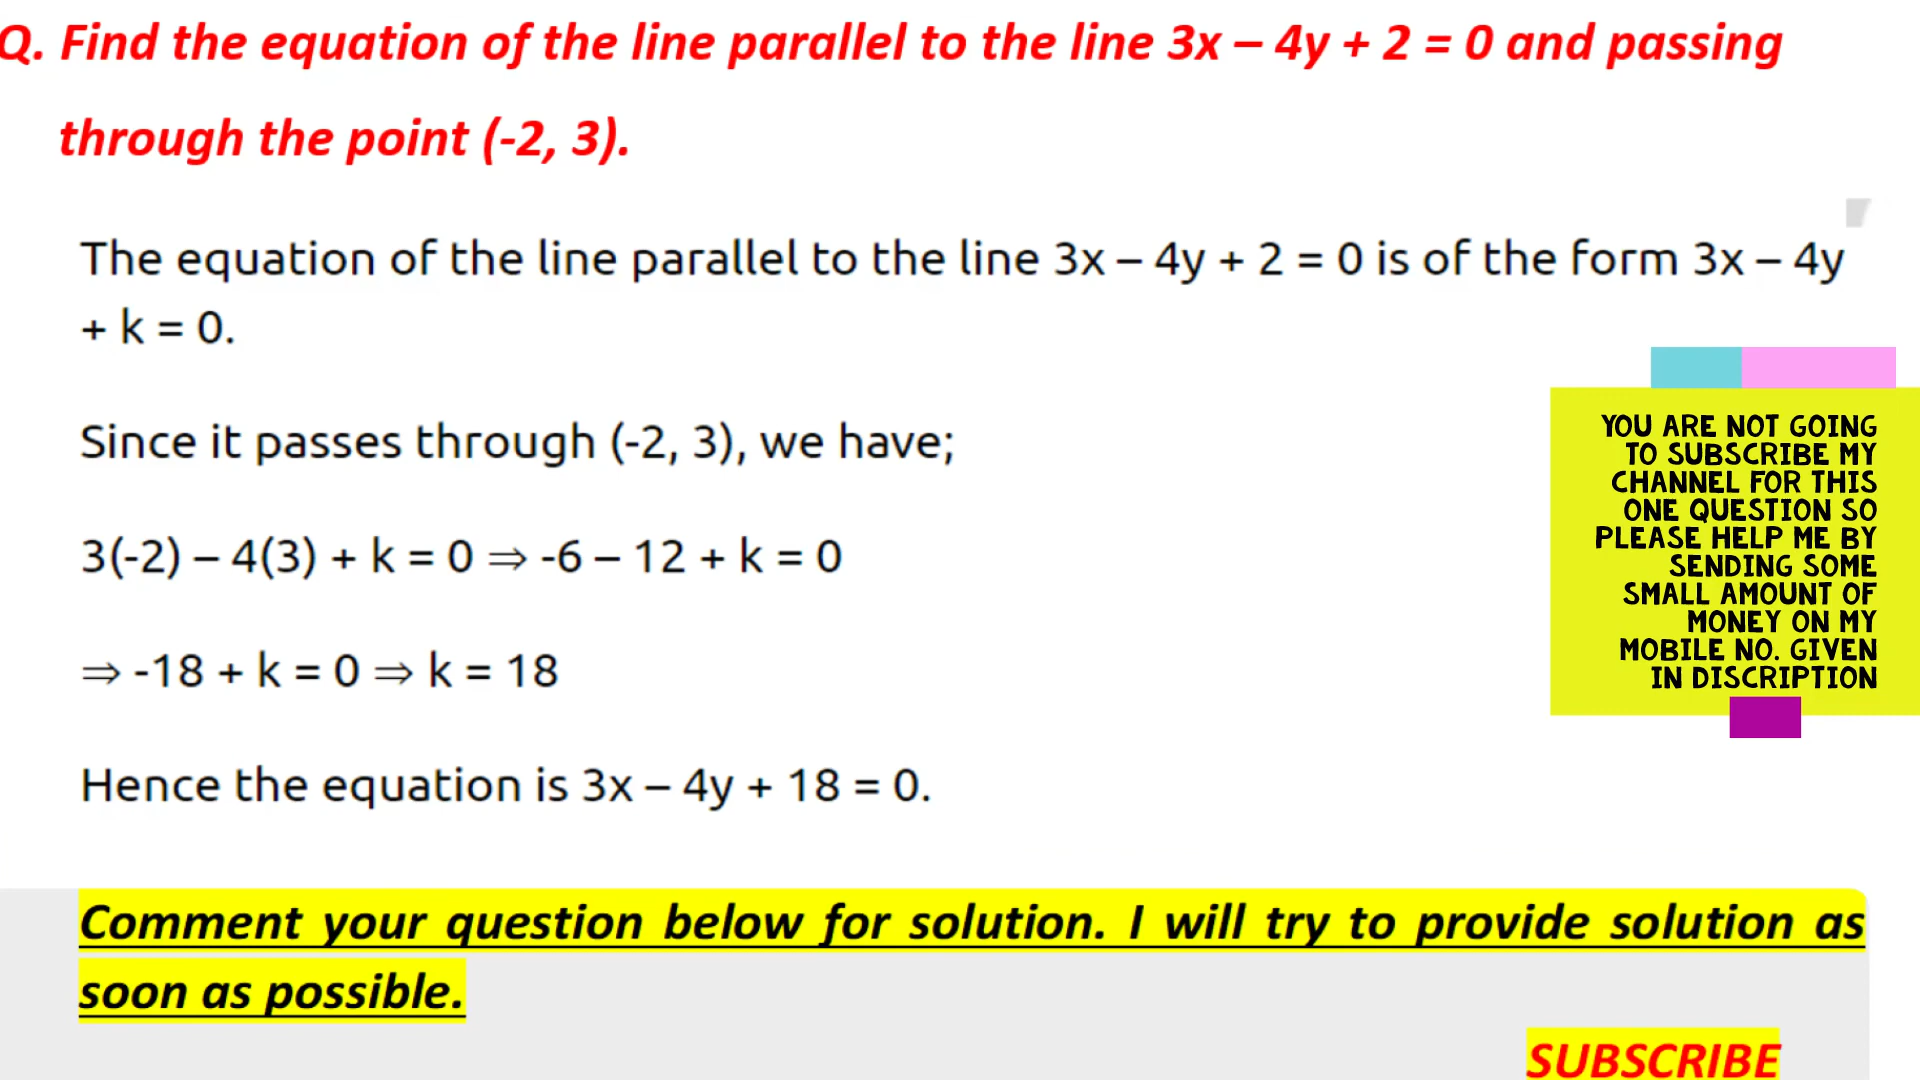 Q. Find the equation of the line parallel to the line 3x – 4y + 2 = 0 and passing
through the point (-2, 3).
The equation of the line parallel to the line 3x – 4y + 2 = 0 is of the form 3x – 4y
+ k = 0.
Since it passes through (-2, 3), we have;
3(-2) – 4(3) + k = 0 ⇒ -6 – 12 + k = 0
⇒ -18 + k = 0 ⇒ k = 18
Hence the equation is 3x – 4y + 18 = 0.
YOU ARE NOT GOING
TO SUBSCRIBE MY
CHANNEL FOR THIS
ONE QUESTION SO
PLEASE HELP ME BY
SENDING SOME
SMALL AMOUNT OF
MONEY ON MY
MOBILE NO. GIVEN
IN DISCRIPTION
Comment your question below for solution. I will try to provide solution as
soon as possible.
SUBSCRIBE